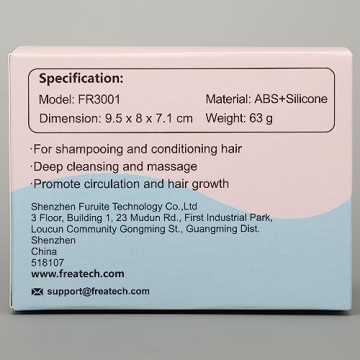 Specification:
Model: FR3001 Material: ABS+Silicone
Dimension: 9.5 x 8 x 7.1 cm Weight: 63 g
·For shampooing and conditioning hair
·Deep cleansing and massage
·Promote circulation and hair growth
Shenzhen Furuite Technology Co.,Ltd
3 Floor, Building 1, 23 Mudun Rd., First Industrial Park,
Loucun Community Gongming St., Guangming Dist.
Shenzhen
China
518107
www.freatech.com
support@freatech.com